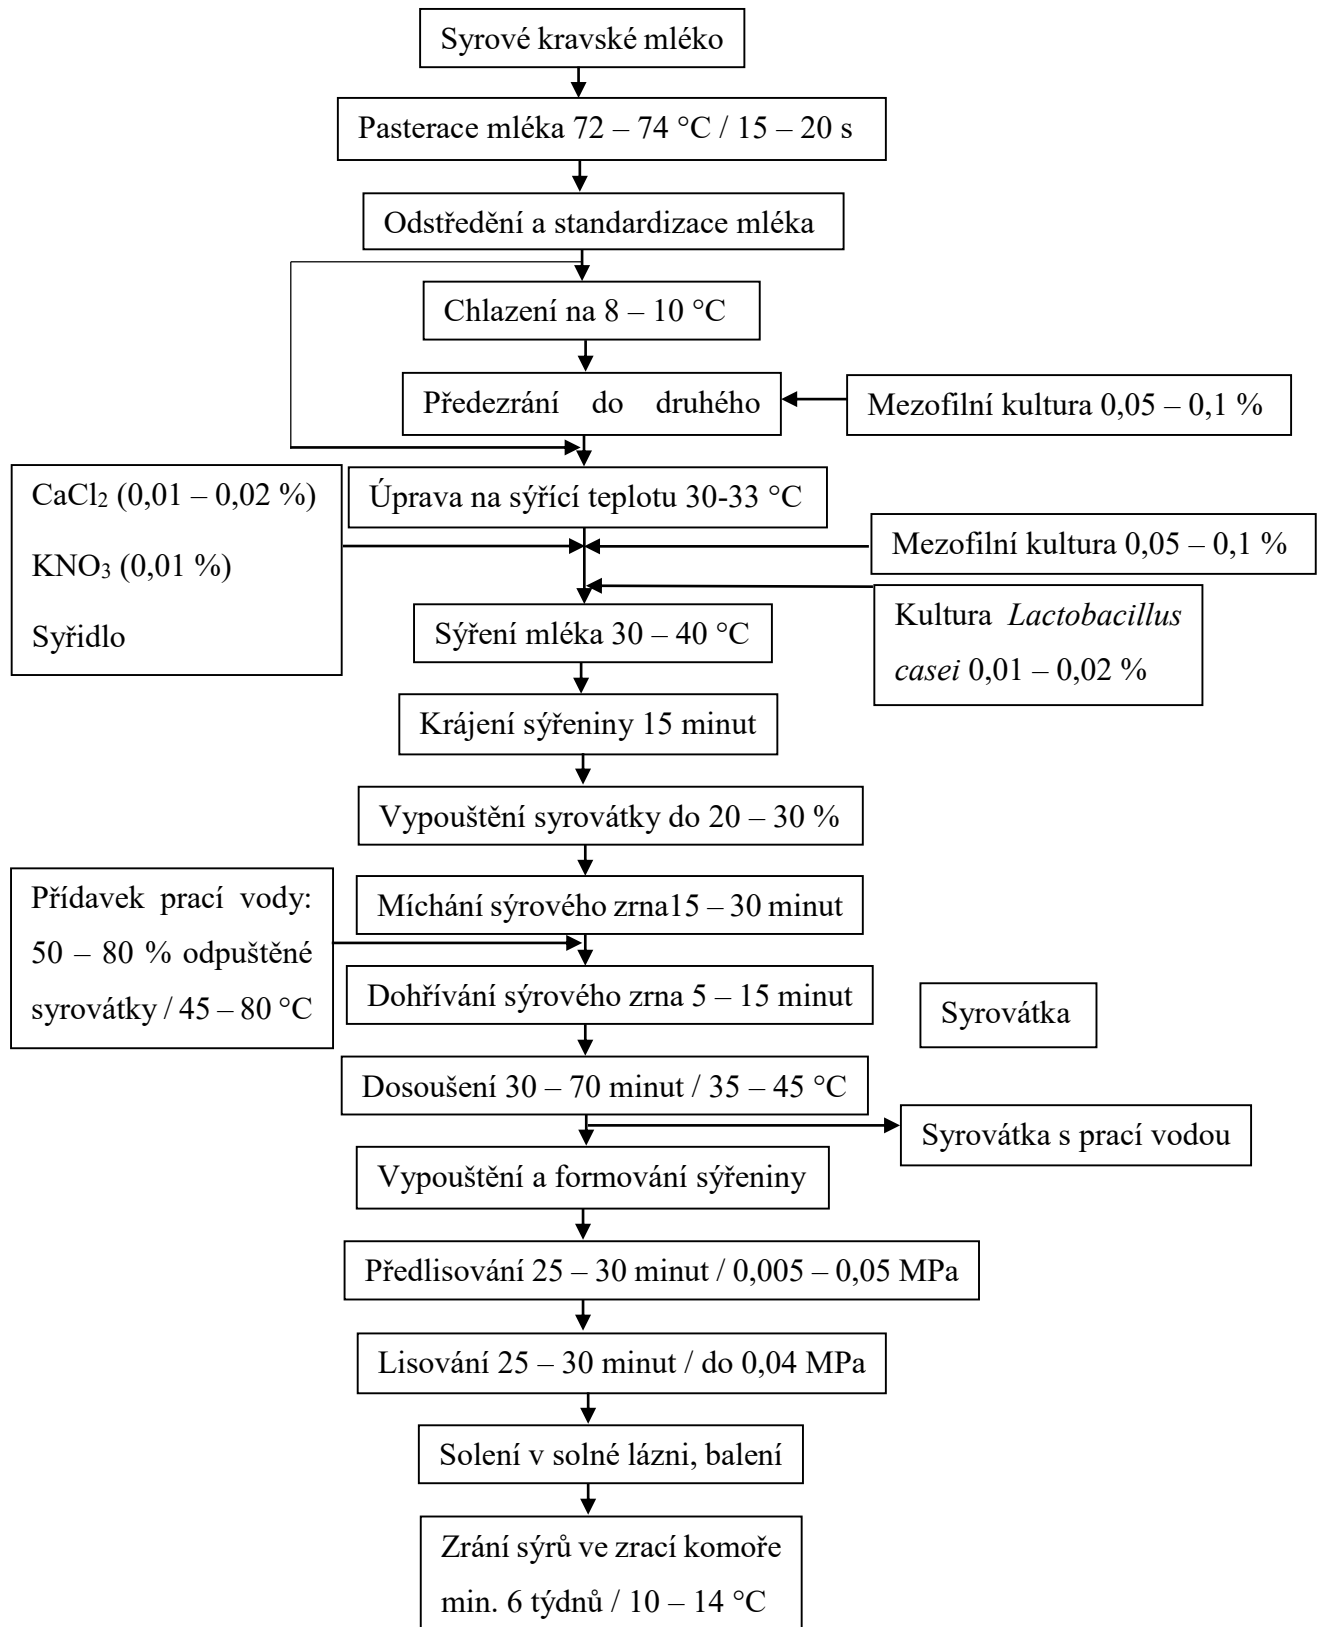 Syrové kravské mléko
Pasterace mléka 72 – 74 °C / 15 – 20 s
Odstředění a standardizace mléka
Chlazení na 8 – 10 °C
Předezrání do druhého
Mezofilní kultura 0,05 – 0,1 %
CaCl₂ (0,01 – 0,02 %)
KNO₃ (0,01 %)
Syřidlo
Úprava na sýřící teplotu 30-33 °C
Mezofilní kultura 0,05 – 0,1 %
Kultura Lactobacillus
casei 0,01 – 0,02 %
Sýření mléka 30 – 40 °C
Krájení sýřeniny 15 minut
Vypouštění syrovátky do 20 – 30 %
Míchání sýrového zrna15 – 30 minut
Přídavek prací vody:
50 – 80 % odpuštěné
syrovátky / 45 – 80 °C
Dohřívání sýrového zrna 5 – 15 minut
Syrovátka
Dosoušení 30 – 70 minut / 35 – 45 °C
Syrovátka s prací vodou
Vypouštění a formování sýřeniny
Předlisování 25 – 30 minut / 0,005 – 0,05 MPa
Lisování 25 – 30 minut / do 0,04 MPa
Solení v solné lázni, balení
Zrání sýrů ve zrací komoře
min. 6 týdnů / 10 – 14 °C